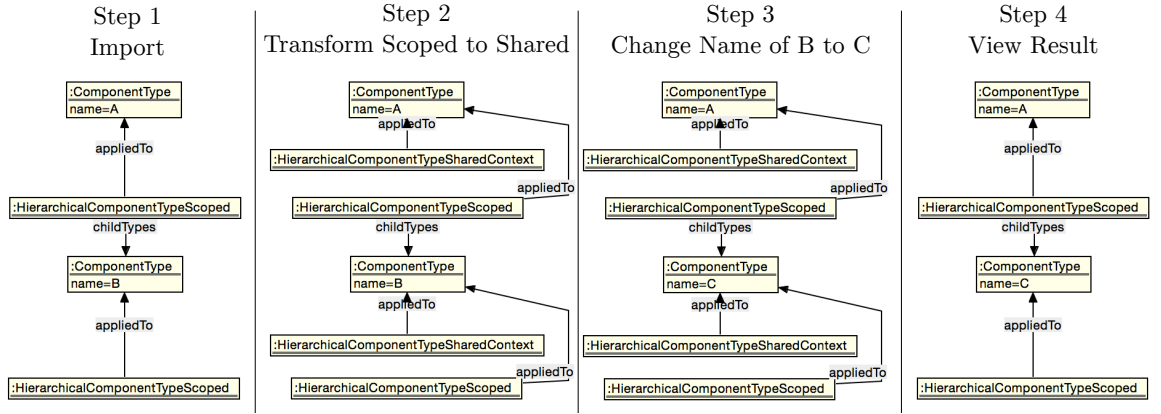 Step 1
Import
:ComponentType
name=A
appliedTo
:HierarchicalComponentTypeScoped
childTypes
:ComponentType
name=B
appliedTo
:HierarchicalComponentTypeScoped
Step 2
Transform Scoped to Shared
:ComponentType
name=A
appliedTo
:HierarchicalComponentTypeSharedContext
appliedTo
:HierarchicalComponentTypeScoped
childTypes
:ComponentType
name=B
appliedTo
:HierarchicalComponentTypeSharedContext
appliedTo
:HierarchicalComponentTypeScoped
Step 3
Change Name of B to C
:ComponentType
name=A
appliedTo
:HierarchicalComponentTypeSharedContext
appliedTo
:HierarchicalComponentTypeScoped
childTypes
:ComponentType
name=C
appliedTo
:HierarchicalComponentTypeSharedContext
appliedTo
:HierarchicalComponentTypeScoped
Step 4
View Result
:ComponentType
name=A
appliedTo
:HierarchicalComponentTypeScoped
childTypes
:ComponentType
name=C
appliedTo
:HierarchicalComponentTypeScoped